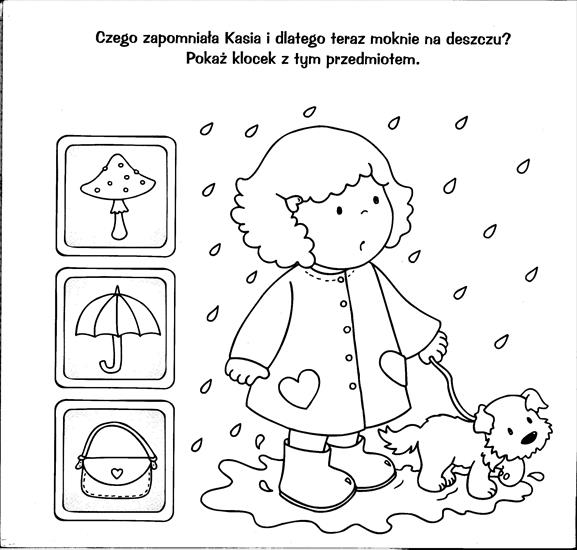 Czego zapomniała Kasia i dlatego teraz moknie na deszczu?
Pokaż klocek z tym przedmiotem.